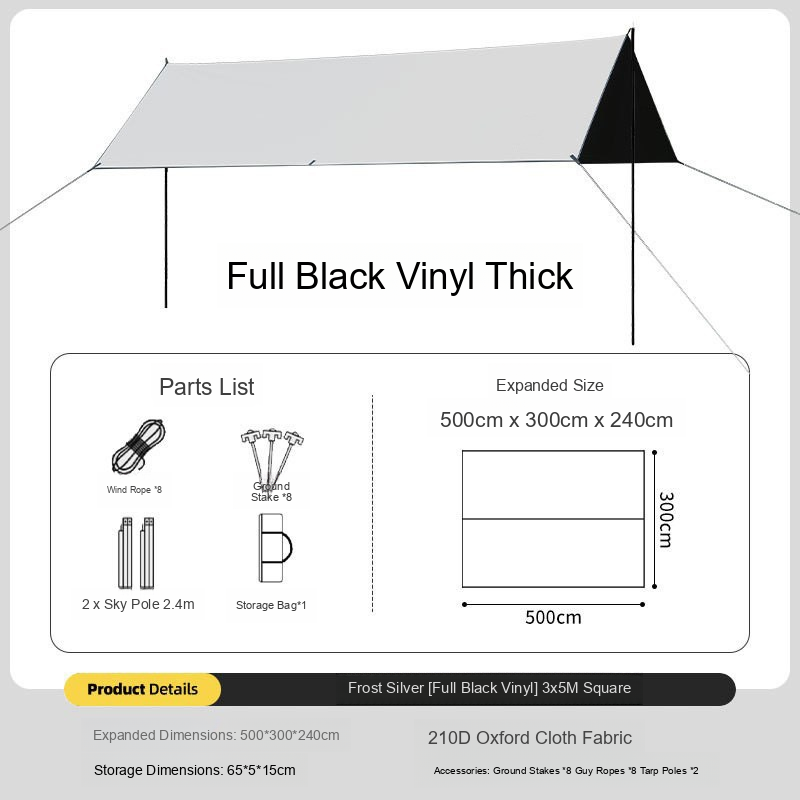 Full Black Vinyl Thick
Parts List
Wind Rope *8
Ground
Stake *8
2 x Sky Pole 2.4m
Storage Bag*1
Expanded Size
500cm x 300cm x 240cm
300cm
500cm
Product Details
Frost Silver [Full Black Vinyl] 3x5M Square
Expanded Dimensions: 500*300*240cm
210D Oxford Cloth Fabric
Storage Dimensions: 65*5*15cm
Accessories: Ground Stakes *8 Guy Ropes *8 Tarp Poles *2